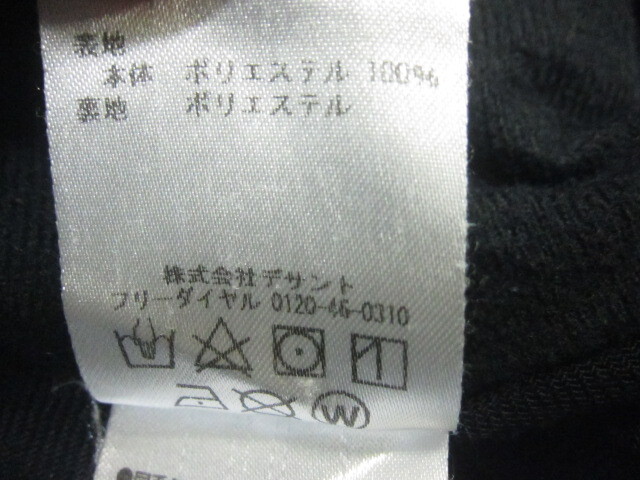 表地
本体 ポリエステル 100%
裏地 ポリエステル
株式会社デサント
フリーダイヤル 0120-46-0310
W